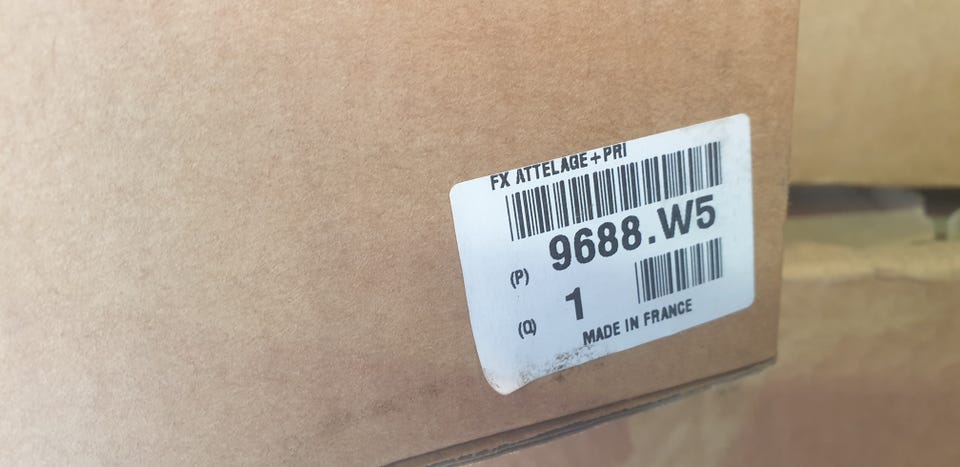 FX ATTELAGE+PRI
(P) 9688.W5
(Q) 1
MADE IN FRANCE